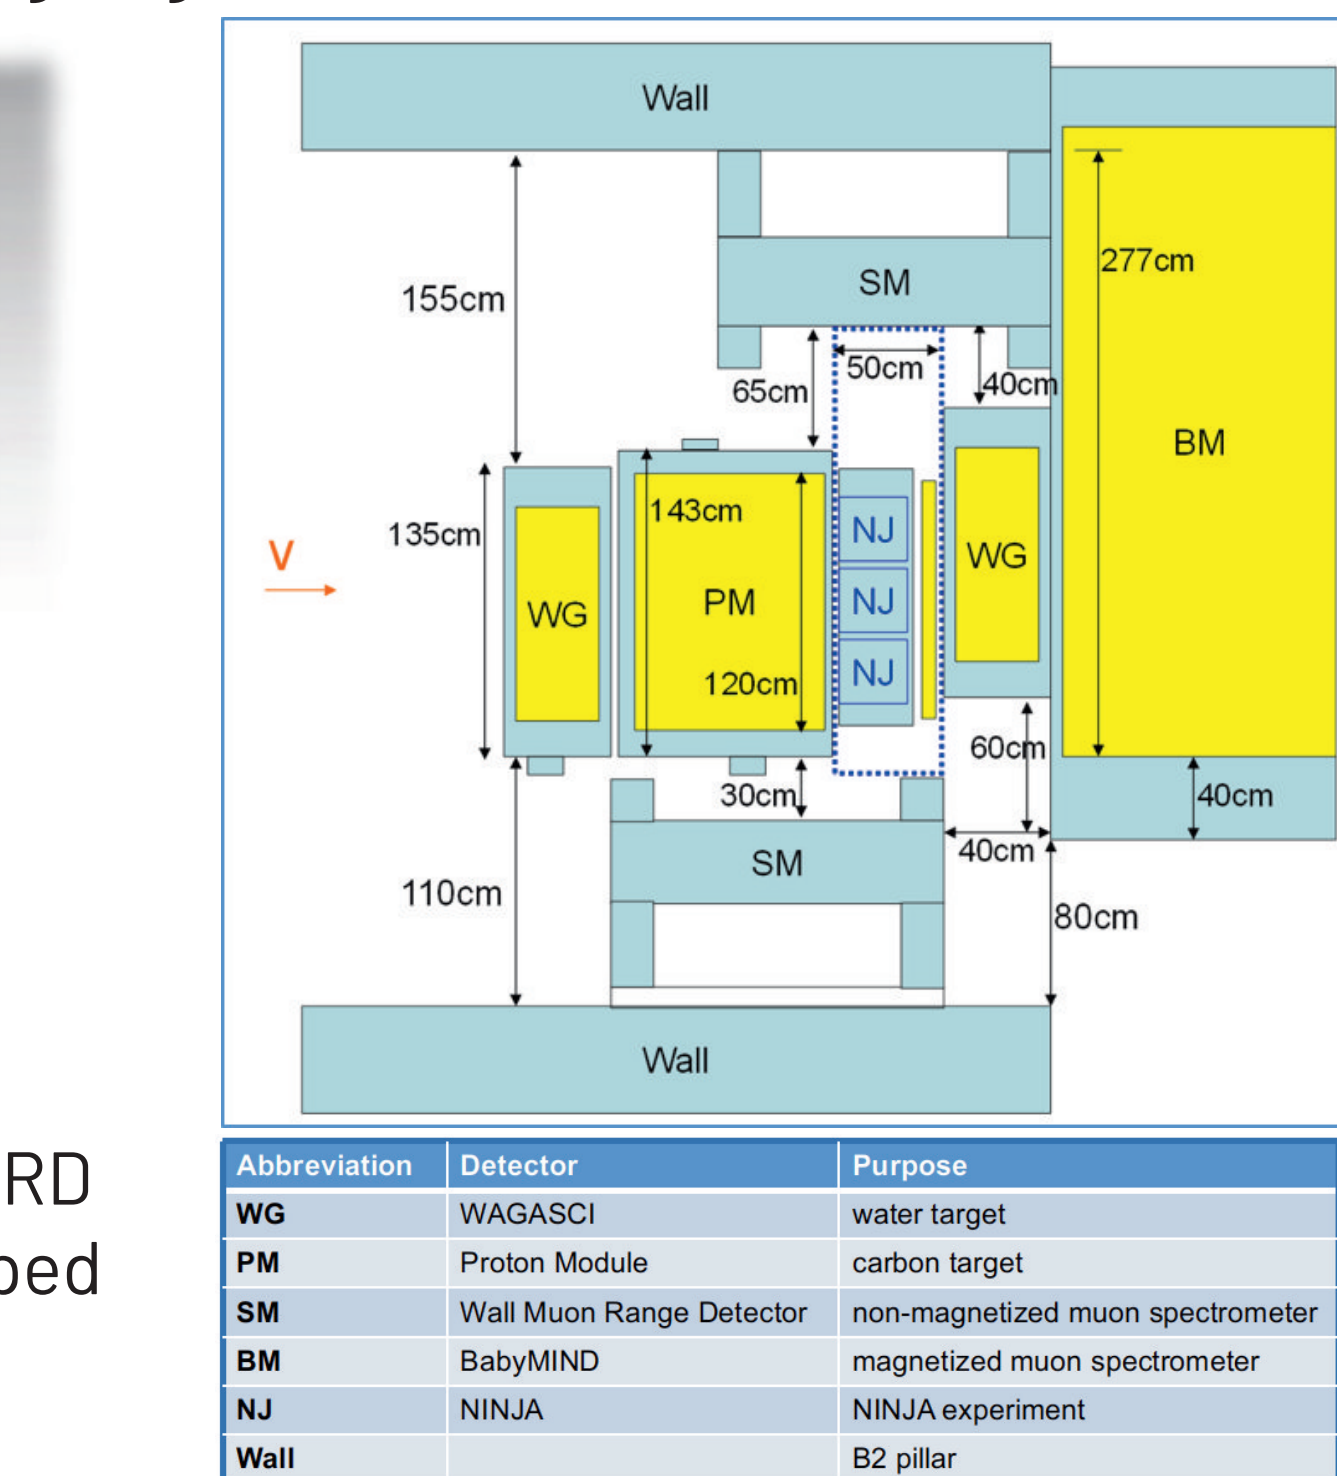 Wall
155cm
SM
277cm
50cm
65cm
40cm
BM
143cm
135cm
NJ
WG
V
NJ
PM
WG
120cm
NJ
60cm
30cm
40cm
40cm
SM
110cm
80cm
Wall
RD
Abbreviation Detector Purpose
WG WAGASCI water target
PM Proton Module carbon target
SM Wall Muon Range Detector non-magnetized muon spectrometer
BM BabyMIND magnetized muon spectrometer
NJ NINJA NINJA experiment
Wall B2 pillar